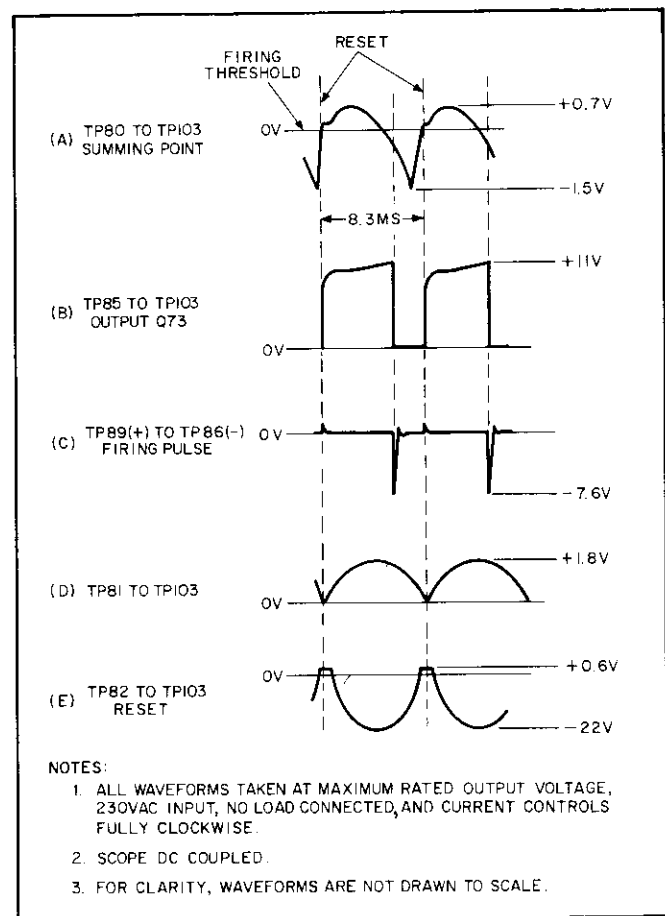 RESET
FIRING
THRESHOLD
+0.7V
0V
(A) TP80 TO TP103
SUMMING POINT
-1.5V
8.3MS
+11V
(B) TP85 TO TP103
OUTPUT Q73
0V
(C) TP89(+) TO TP86(-)
FIRING PULSE
0V
-7.6V
+1.8V
(D) TP81 TO TP103
0V
0V
+0.6V
(E) TP82 TO TP103
RESET
-22V
NOTES:
1. ALL WAVEFORMS TAKEN AT MAXIMUM RATED OUTPUT VOLTAGE,
230VAC INPUT, NO LOAD CONNECTED, AND CURRENT CONTROLS
FULLY CLOCKWISE.
2. SCOPE DC COUPLED.
3. FOR CLARITY, WAVEFORMS ARE NOT DRAWN TO SCALE.